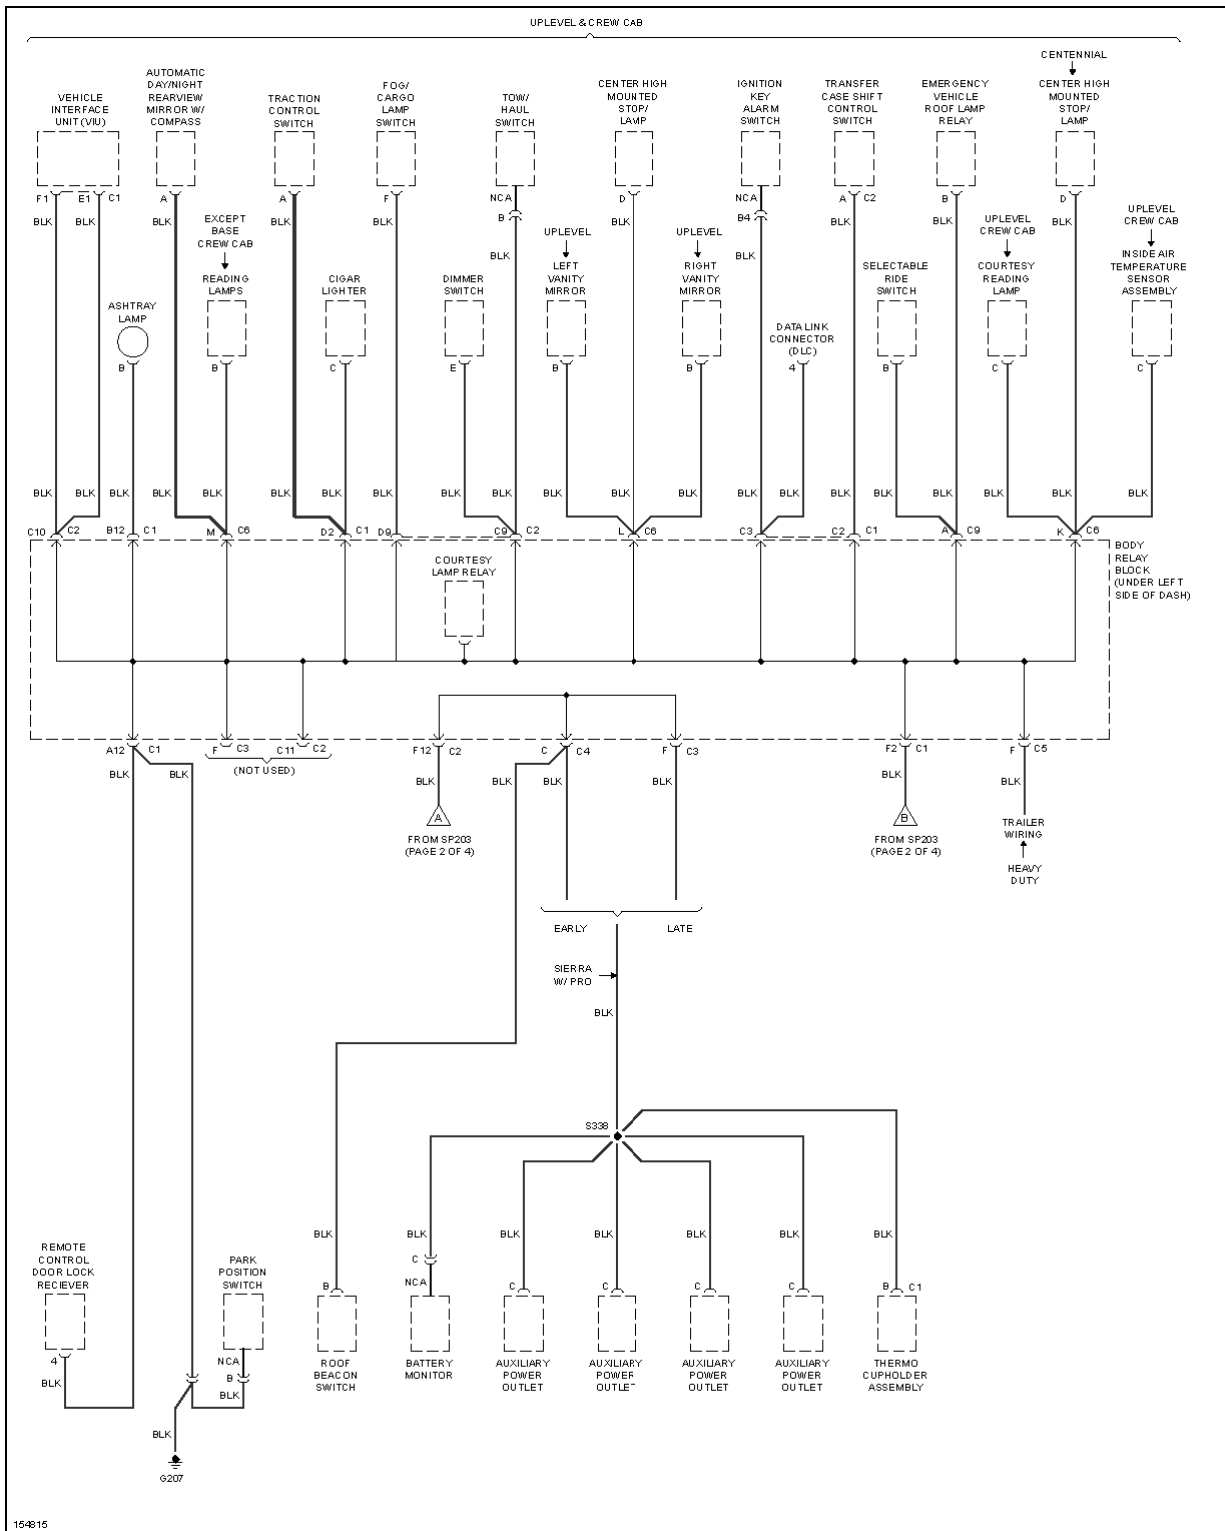 UPLEVEL & CREW CAB
CENTENNIAL
VEHICLE
INTERFACE
UNIT (VIU)
AUTOMATIC
DAY/NIGHT
REARVIEW
MIRROR W/
COMPASS
TRACTION
CONTROL
SWITCH
FOG/
CARGO
LAMP
SWITCH
TOW/
HAUL
SWITCH
CENTER HIGH
MOUNTED
STOP/
LAMP
IGNITION
KEY
ALARM
SWITCH
TRANSFER
CASE SHIFT
CONTROL
SWITCH
EMERGENCY
VEHICLE
ROOF LAMP
RELAY
CENTER HIGH
MOUNTED
STOP/
LAMP
F1 E1 C1 A A F NCA D NCA A C2 B D
B B4
BLK BLK BLK BLK BLK BLK BLK BLK BLK BLK BLK
EXCEPT
BASE
CREW CAB
READING
LAMPS
ASHTRAY
LAMP
CIGAR
LIGHTER
DIMMER
SWITCH
UPLEVEL
LEFT
VANITY
MIRROR
UPLEVEL
RIGHT
VANITY
MIRROR
DATA LINK
CONNECTOR
(DLC)
SELECTABLE
RIDE
SWITCH
UPLEVEL
CREW CAB
COURTESY
READING
LAMP
UPLEVEL
CREW CAB
INSIDE AIR
TEMPERATURE
SENSOR
ASSEMBLY
B B C E B B 4 B C C
BLK BLK BLK BLK BLK BLK BLK BLK BLK BLK BLK BLK BLK BLK BLK BLK BLK BLK BLK BLK BLK
C10 C2 B12 C1 M C6 D2 C1 D9 C9 C2 L C6 C3 C2 C1 A C9 K C6
BODY
RELAY
BLOCK
(UNDER LEFT
SIDE OF DASH)
COURTESY
LAMP RELAY
A12 C1 F C3 C11 C2 F12 C2 C C4 F C3 F2 C1 F C5
(NOT USED)
BLK BLK BLK BLK BLK BLK BLK BLK
A
FROM SP203
(PAGE 2 OF 4)
B
FROM SP203
(PAGE 2 OF 4)
TRAILER
WIRING
HEAVY
DUTY
EARLY LATE
SIERRA
W/ PRO
BLK
S338
BLK BLK BLK BLK BLK BLK BLK
C
NCA
B C C C C B C1
REMOTE
CONTROL
DOOR LOCK
RECIEVER
PARK
POSITION
SWITCH
4
BLK
NCA
B
BLK
ROOF
BEACON
SWITCH
BATTERY
MONITOR
AUXILIARY
POWER
OUTLET
AUXILIARY
POWER
OUTLET
AUXILIARY
POWER
OUTLET
AUXILIARY
POWER
OUTLET
THERMO
CUPHOLDER
ASSEMBLY
BLK
G207
154815